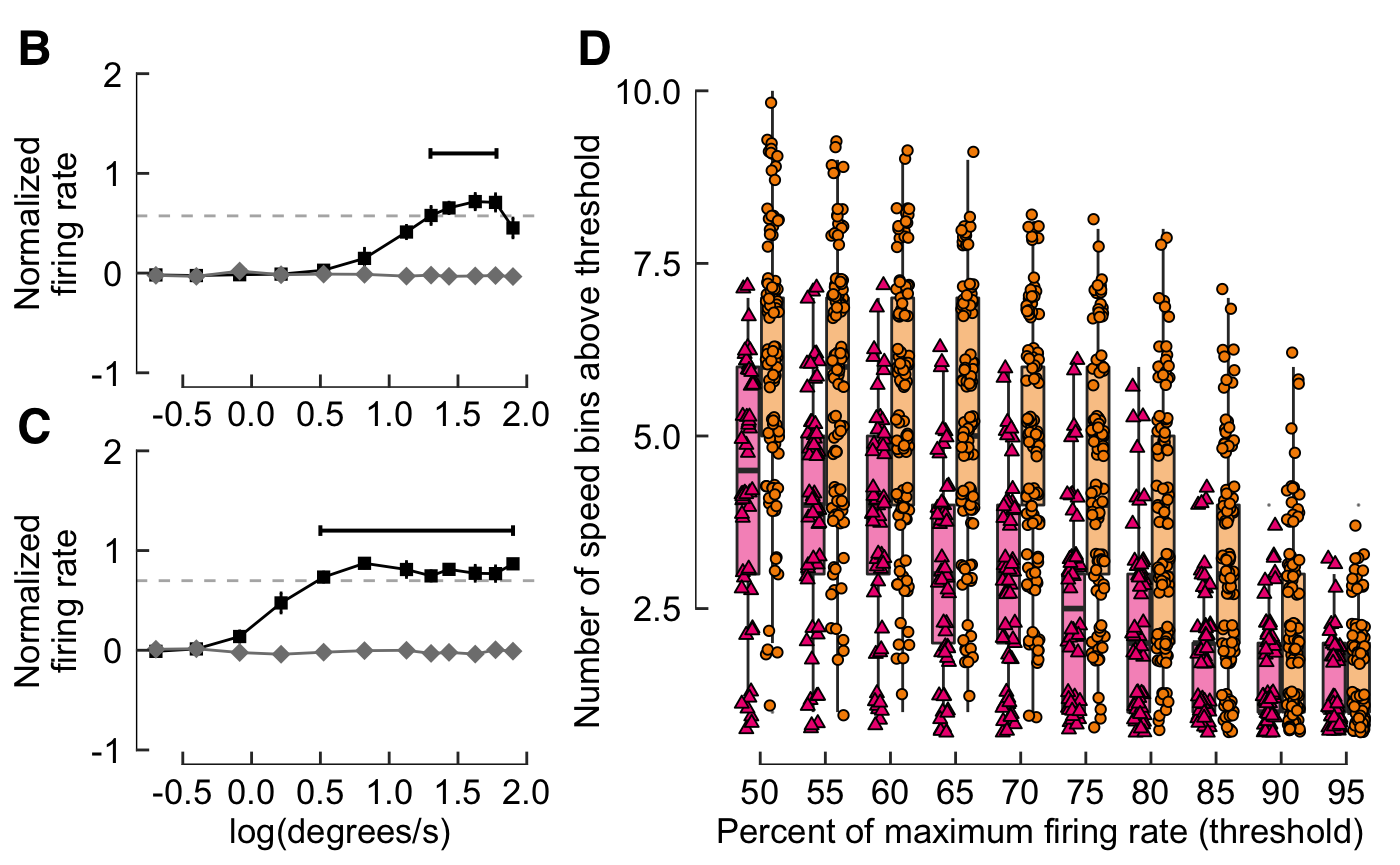 B
2
1
0
-1
Normalized
firing rate
-0.5 0.0 0.5 1.0 1.5 2.0
C
2
1
0
-1
Normalized
firing rate
-0.5 0.0 0.5 1.0 1.5 2.0
log(degrees/s)
D
10.0
7.5
5.0
2.5
Number of speed bins above threshold
50 55 60 65 70 75 80 85 90 95
Percent of maximum firing rate (threshold)